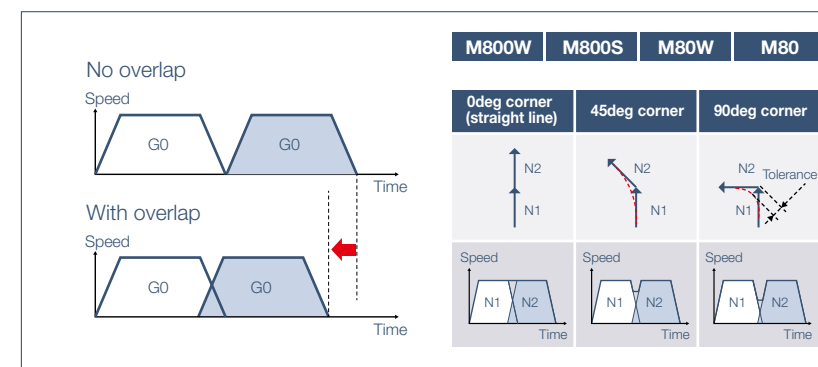 No overlap
Speed
G0
G0
Time
With overlap
Speed
G0
G0
Time
M800W
M800S
M80W
M80
0deg corner
(straight line)
45deg corner
90deg corner
N2
N1
N2
N1
N2
Tolerance
N1
Speed
N1
N2
Time
Speed
N1
N2
Time
Speed
N1
N2
Time